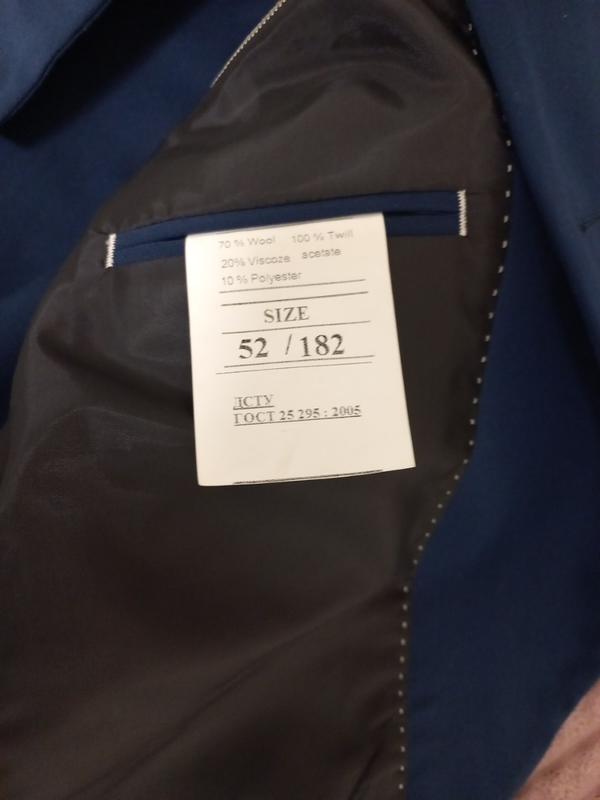 70 % Wool 100 % Twill
20% Viscoze acetate
10 % Polyester
SIZE
52 / 182
ДСТУ
ГОСТ 25 295 : 2005